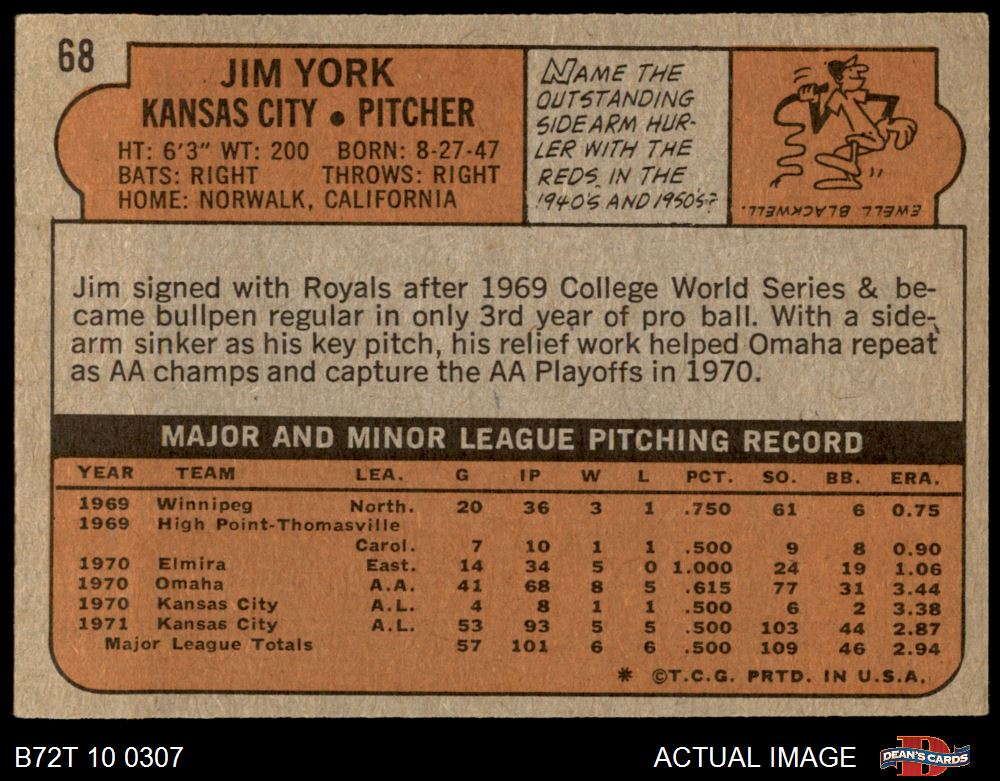 68
JIM YORK
KANSAS CITY • PITCHER
HT: 6'3" WT: 200 BORN: 8-27-47
BATS: RIGHT THROWS: RIGHT
HOME: NORWALK, CALIFORNIA
NAME THE
OUTSTANDING
SIDEARM HUR-
LER WITH THE
REDS IN THE
1940'S AND 1950'S?
EWELL BLACKWELL.
Jim signed with Royals after 1969 College World Series & be-
came bullpen regular in only 3rd year of pro ball. With a side-
arm sinker as his key pitch, his relief work helped Omaha repeat
as AA champs and capture the AA Playoffs in 1970.
MAJOR AND MINOR LEAGUE PITCHING RECORD
YEAR TEAM LEA. G IP W L PCT. SO. BB. ERA.
1969 Winnipeg North. 20 36 3 1 .750 61 6 0.75
1969 High Point-Thomasville
Carol. 7 10 1 1 .500 9 8 0.90
1970 Elmira East. 14 34 5 0 1.000 24 19 1.06
1970 Omaha A.A. 41 68 8 5 .615 77 31 3.44
1970 Kansas City A.L. 4 8 1 1 .500 6 2 3.38
1971 Kansas City A.L. 53 93 5 5 .500 103 44 2.87
Major League Totals 57 101 6 6 .500 109 46 2.94
* ©T.C.G. PRTD. IN U.S.A.
B72T 10 0307 ACTUAL IMAGE DEAN'S CARDS